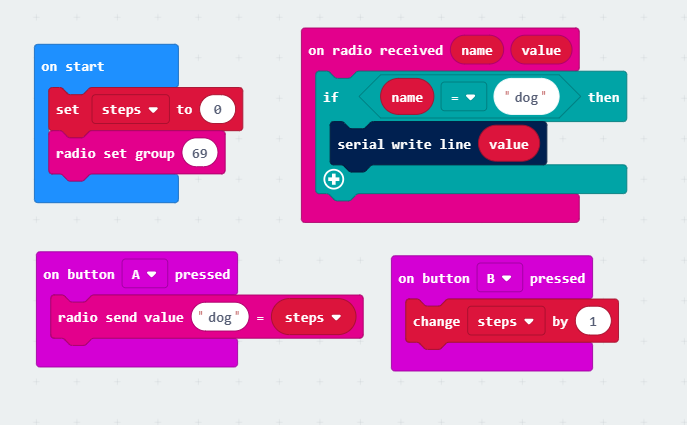 on start
set steps to 0
radio set group 69
on radio received name value
if name = "dog" then
serial write line value
on button A pressed
radio send value "dog" = steps
on button B pressed
change steps by 1